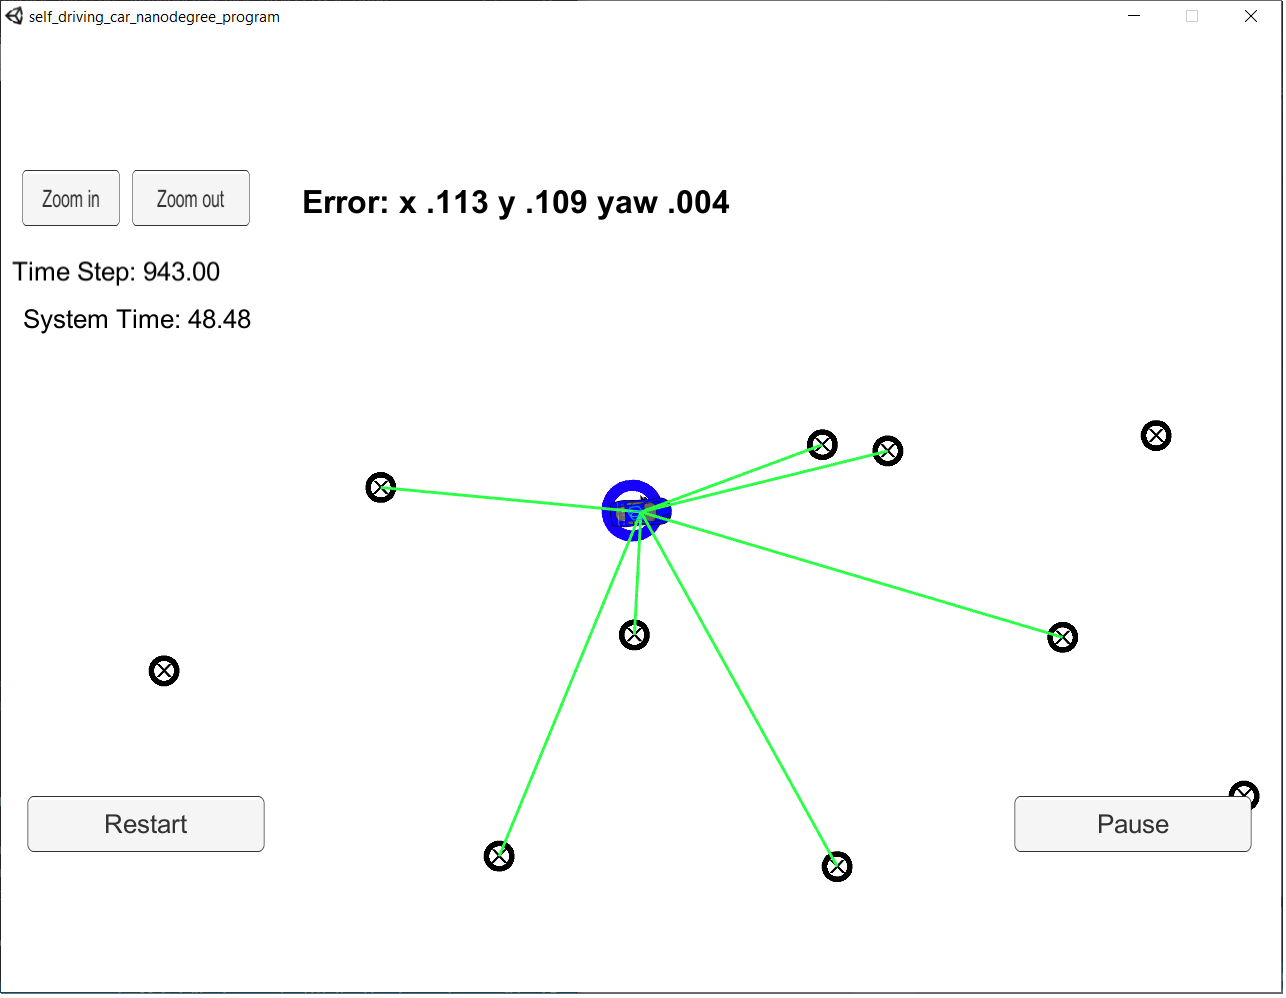 self_driving_car_nanodegree_program
Zoom in
Zoom out
Error: x .113 y .109 yaw .004
Time Step: 943.00
System Time: 48.48
Restart
Pause